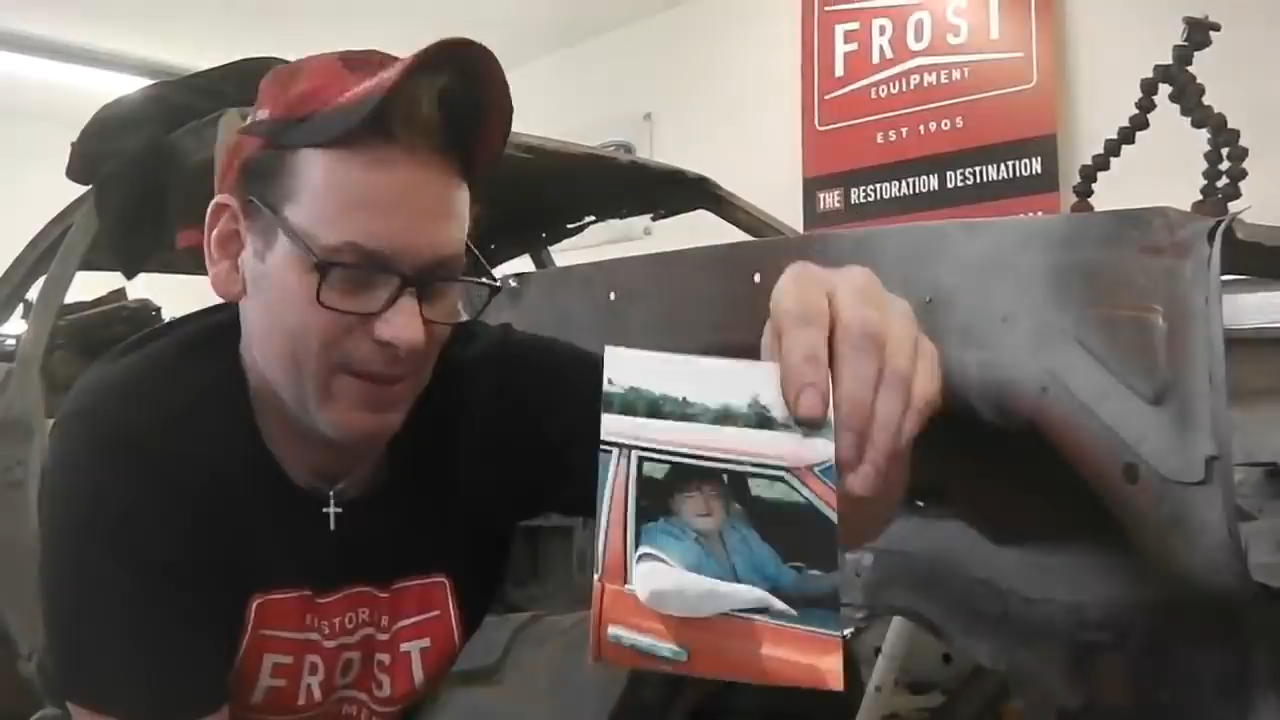 FROST
EQUIPMENT
EST 1905
THE RESTORATION DESTINATION
FROST